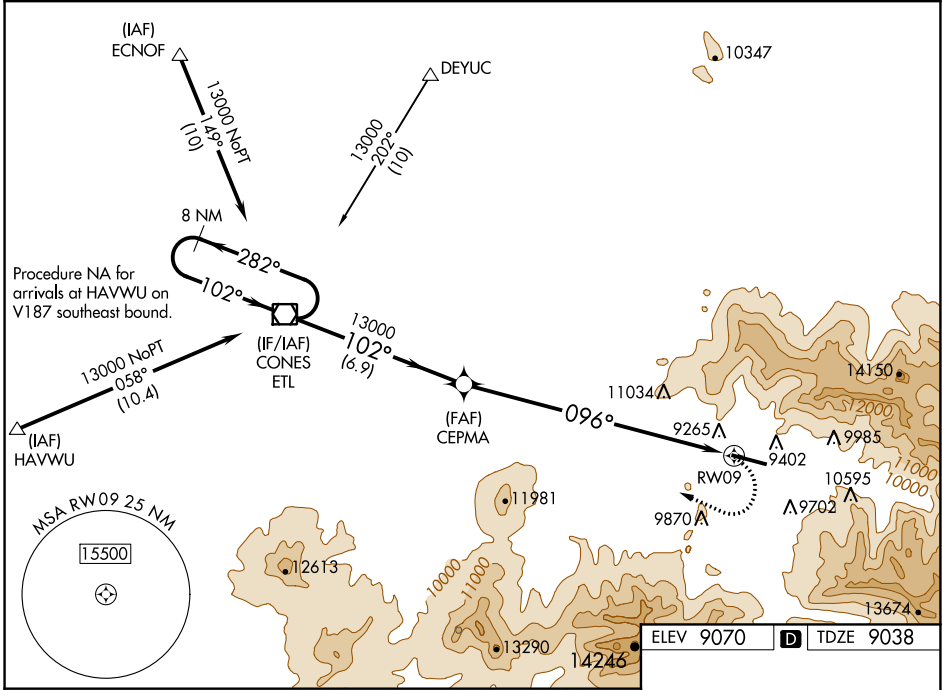 (IAF)
ECNOF
DEYUC
10347
13000 NoPT
149°
(10)
13000
202°
(10)
8 NM
282°
102°
Procedure NA for
arrivals at HAVWU on
V187 southeast bound.
(IF/IAF)
CONES
ETL
13000
102°
(6.9)
13000 NoPT
058°
(10.4)
(IAF)
HAVWU
(FAF)
CEPMA
096°
14150
12000
11034
9265
9402
9985
11000
10000
RW09
10595
9702
9870
11981
MSA RW09 25 NM
15500
12613
10000
11000
13290
14246
13674
ELEV 9070 D TDZE 9038